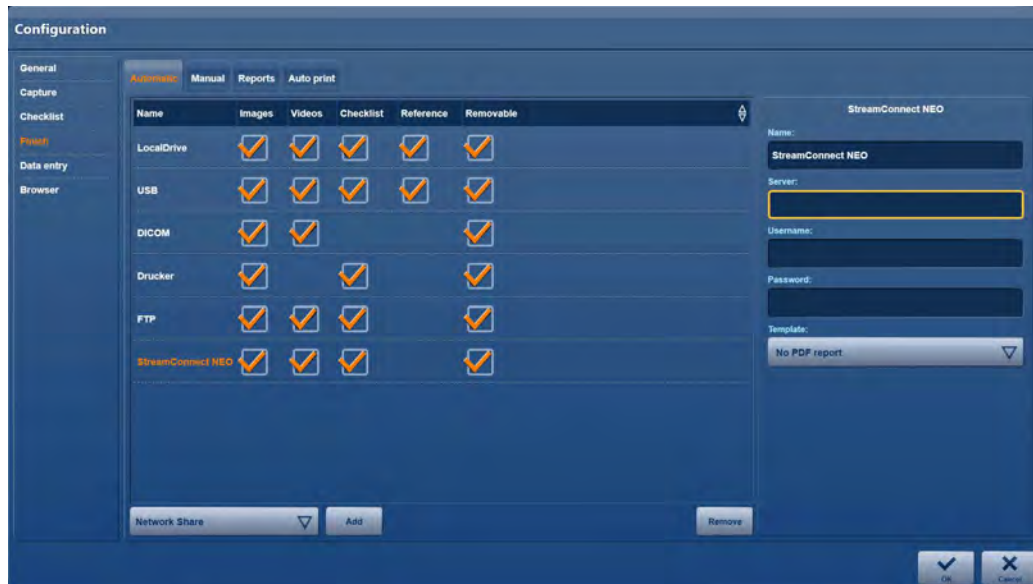 Configuration
General
Capture
Checklist
Finish
Data entry
Browser
Automatic Manual Reports Auto print
Name Images Videos Checklist Reference Removable
LocalDrive
USB
DICOM
Drucker
FTP
StreamConnect NEO
Network Share Add Remove
StreamConnect NEO
Name:
StreamConnect NEO
Server:
Username:
Password:
Template:
No PDF report
OK Cancel